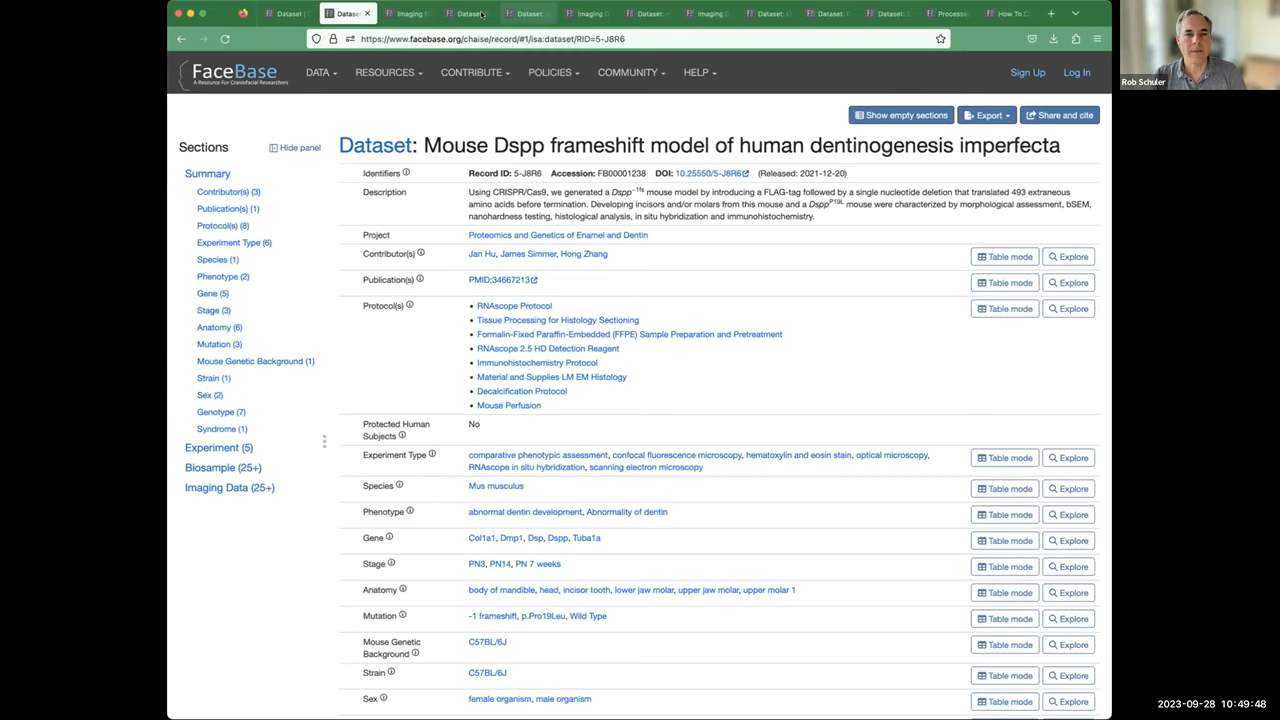 Dataset |
Dataset:
Imaging
Dataset
Dataset:
Imaging D
Dataset: m
Imaging D
Dataset:
Dataset:
Dataset:
Processe
How To C
https://www.facebase.org/chaise/record/#1/isa:dataset/RID=5-J8R6
FaceBase
A Resource for Craniofacial Researchers
DATA
RESOURCES
CONTRIBUTE
POLICIES
COMMUNITY
HELP
Sign Up
Log In
Rob Schuler
Show empty sections
Export
Share and cite
Sections
Hide panel
Dataset: Mouse Dspp frameshift model of human dentinogenesis imperfecta
Summary
Contributor(s) (3)
Publication(s) (1)
Protocol(s) (8)
Experiment Type (6)
Species (1)
Phenotype (2)
Gene (5)
Stage (3)
Anatomy (6)
Mutation (3)
Mouse Genetic Background (1)
Strain (1)
Sex (2)
Genotype (7)
Syndrome (1)
Experiment (5)
Biosample (25+)
Imaging Data (25+)
Identifiers Record ID: 5-J8R6 Accession: FB00001238 DOI: 10.25550/5-J8R6 (Released: 2021-12-20)
Description Using CRISPR/Cas9, we generated a Dspp-1fs mouse model by introducing a FLAG-tag followed by a single nucleotide deletion that translated 493 extraneous
amino acids before termination. Developing incisors and/or molars from this mouse and a DsppP19L mouse were characterized by morphological assessment, bSEM,
nanohardness testing, histological analysis, in situ hybridization and immunohistochemistry.
Project Proteomics and Genetics of Enamel and Dentin
Contributor(s) Jan Hu, James Simmer, Hong Zhang Table mode Explore
Publication(s) PMID:34667213 Table mode Explore
Protocol(s) • RNAscope Protocol Table mode Explore
• Tissue Processing for Histology Sectioning
• Formalin-Fixed Paraffin-Embedded (FFPE) Sample Preparation and Pretreatment
• RNAscope 2.5 HD Detection Reagent
• Immunohistochemistry Protocol
• Material and Supplies LM EM Histology
• Decalcification Protocol
• Mouse Perfusion
Protected Human No
Subjects
Experiment Type comparative phenotypic assessment, confocal fluorescence microscopy, hematoxylin and eosin stain, optical microscopy, Table mode Explore
RNAscope in situ hybridization, scanning electron microscopy
Species Mus musculus Table mode Explore
Phenotype abnormal dentin development, Abnormality of dentin Table mode Explore
Gene Col1a1, Dmp1, Dsp, Dspp, Tuba1a Table mode Explore
Stage PN3, PN14, PN 7 weeks Table mode Explore
Anatomy body of mandible, head, incisor tooth, lower jaw molar, upper jaw molar, upper molar 1 Table mode Explore
Mutation -1 frameshift, p.Pro19Leu, Wild Type Table mode Explore
Mouse Genetic C57BL/6J Table mode Explore
Background
Strain C57BL/6J Table mode Explore
Sex female organism, male organism Table mode Explore
2023-09-28 10:49:48